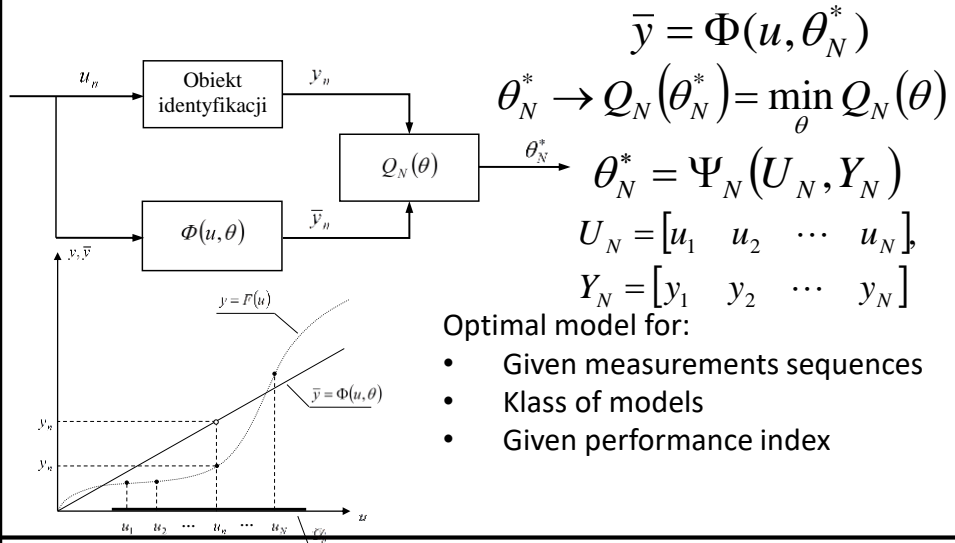 u_n
Obiekt
identyfikacji
y_n
Q_N(θ)
θ*_N
Φ(u,θ)
ȳ_n
ȳ = Φ(u,θ*_N)
θ*_N → Q_N(θ*_N) = min Q_N(θ)
θ
θ*_N = Ψ_N(U_N,Y_N)
U_N = [u_1 u_2 ⋯ u_N],
Y_N = [y_1 y_2 ⋯ y_N]
Optimal model for:
• Given measurements sequences
• Klass of models
• Given performance index
y,ȳ
y = F(u)
ȳ = Φ(u,θ)
y_n
y_n
u_1 u_2 ⋯ u_n ⋯ u_N
u